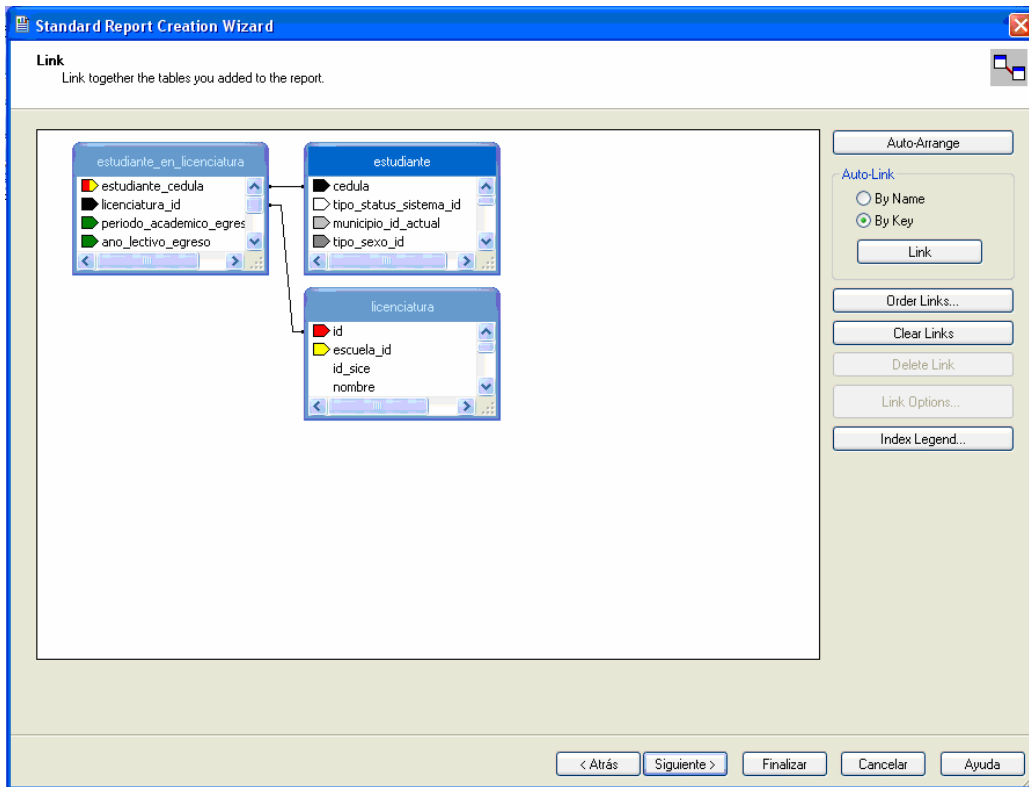 Standard Report Creation Wizard
Link
Link together the tables you added to the report.
estudiante_en_licenciatura
estudiante_cedula
licenciatura_id
periodo_academico_egres
ano_lectivo_egreso
estudiante
cedula
tipo_status_sistema_id
municipio_id_actual
tipo_sexo_id
licenciatura
id
escuela_id
id_sice
nombre
Auto-Arrange
Auto-Link
By Name
By Key
Link
Order Links...
Clear Links
Delete Link
Link Options...
Index Legend...
< Atrás
Siguiente >
Finalizar
Cancelar
Ayuda